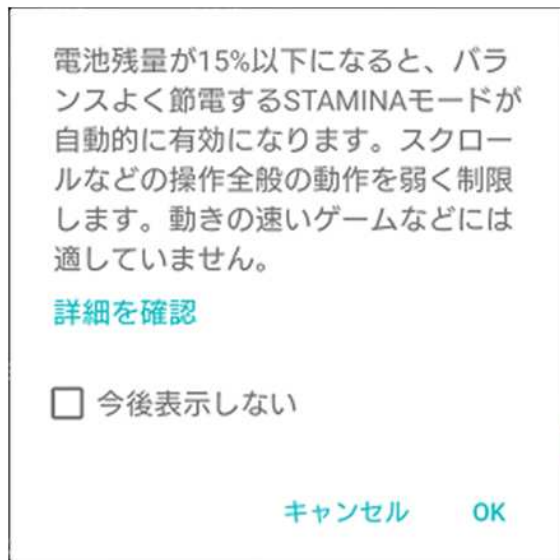 電池残量が15%以下になると、バラ
ンスよく節電するSTAMINAモードが
自動的に有効になります。スクロー
ルなどの操作全般の動作を弱く制限
します。動きの速いゲームなどには
適していません。
詳細を確認
今後表示しない
キャンセル OK